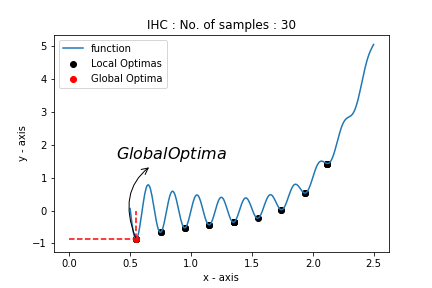 IHC : No. of samples : 30
function
Local Optimas
Global Optima
GlobalOptima
y - axis
5
4
3
2
1
0
−1
0.0 0.5 1.0 1.5 2.0 2.5
x - axis